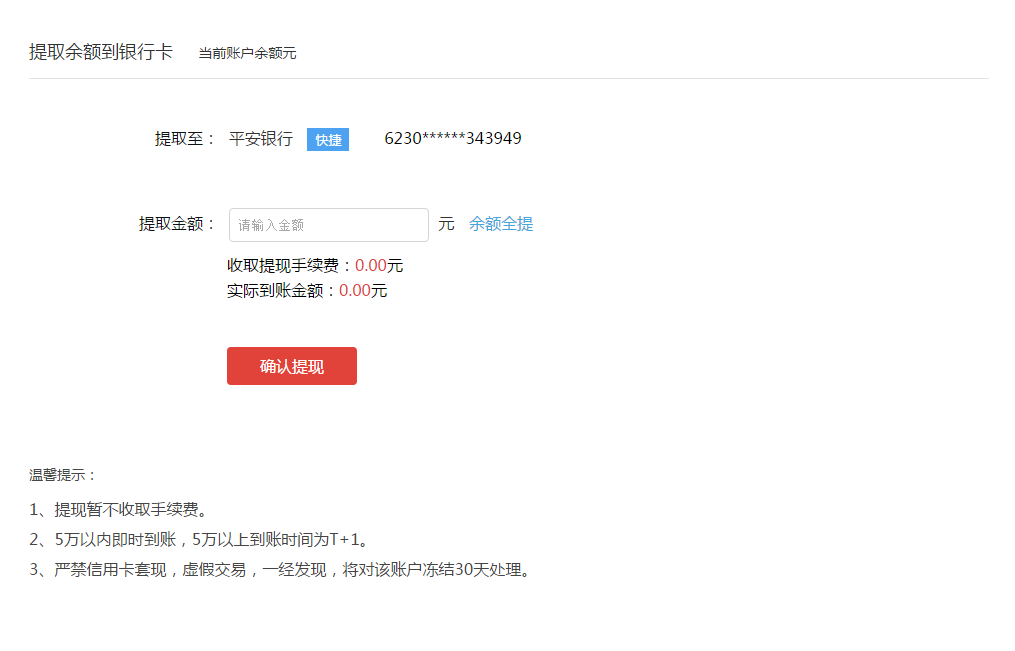 提取余额到银行卡 当前账户余额元
提取至： 平安银行 快捷 6230******343949
提取金额： 请输入金额 元 余额全提
收取提现手续费：0.00元
实际到账金额：0.00元
确认提现
温馨提示：
1、提现暂不收取手续费。
2、5万以内即时到账，5万以上到账时间为T+1。
3、严禁信用卡套现，虚假交易，一经发现，将对该账户冻结30天处理。